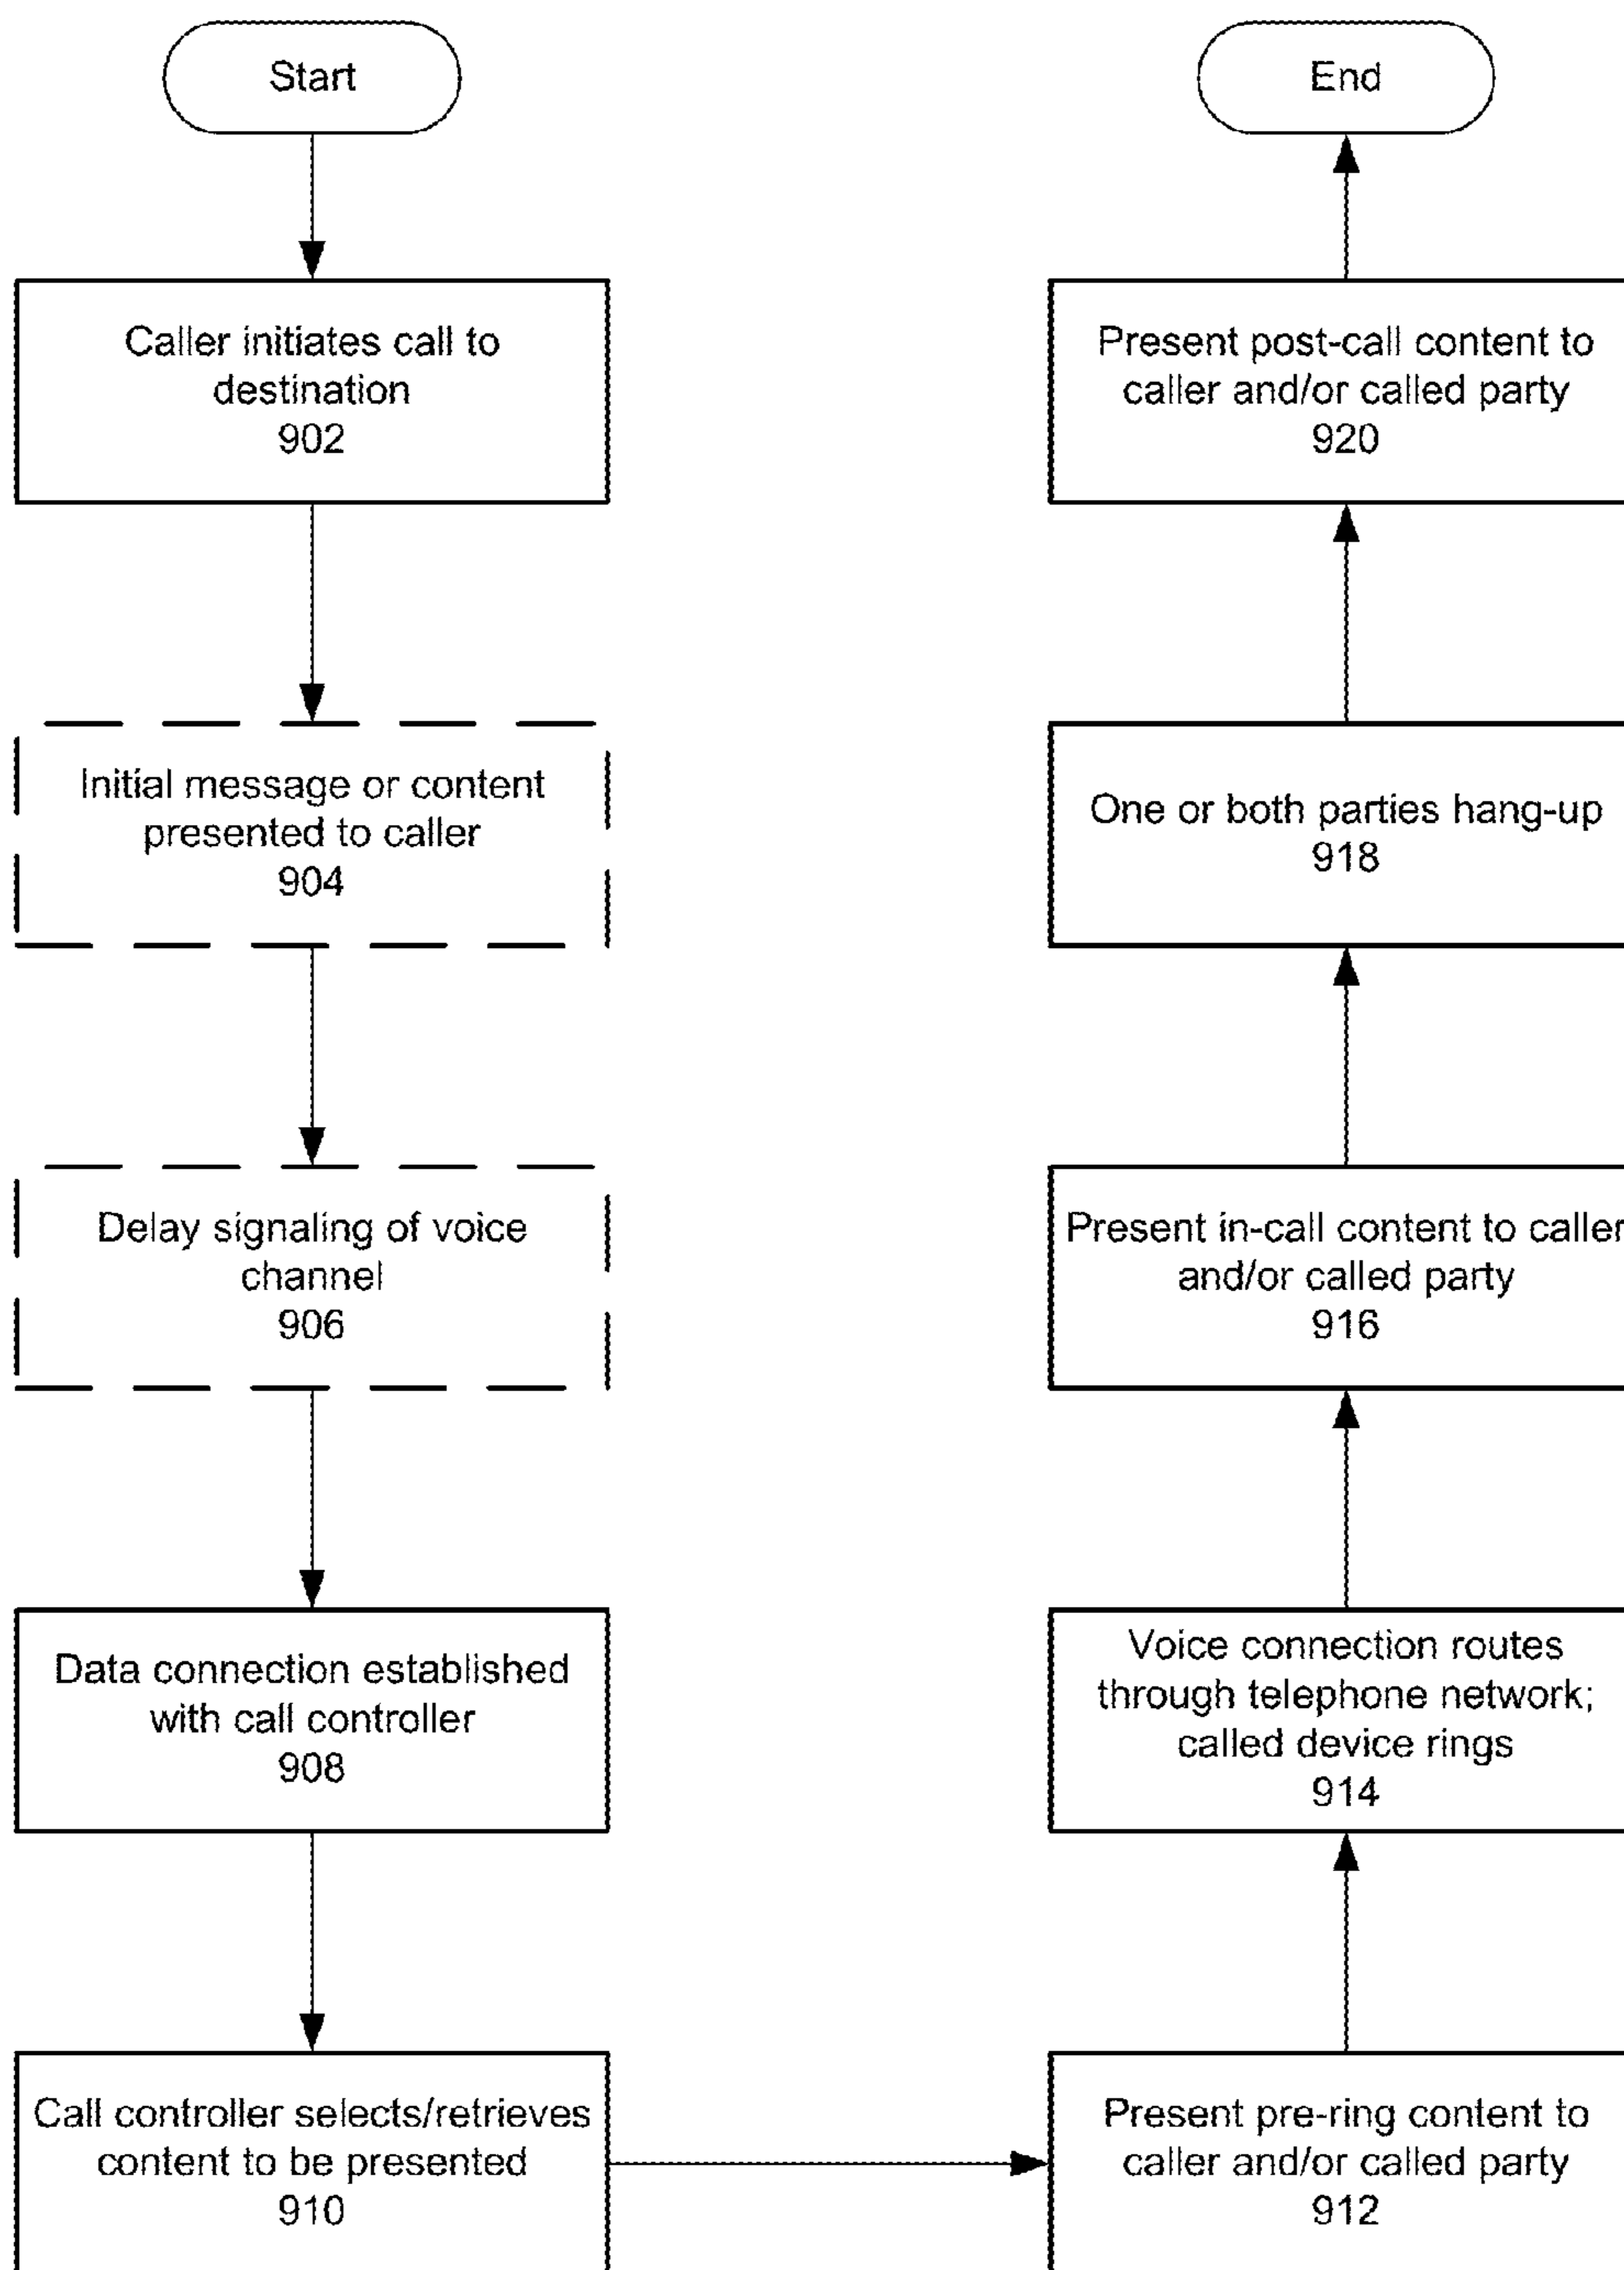 Start
Caller initiates call to
destination
902
Initial message or content
presented to caller
904
Delay signaling of voice
channel
906
Data connection established
with call controller
908
Call controller selects/retrieves
content to be presented
910
Present pre-ring content to
caller and/or called party
912
Voice connection routes
through telephone network;
called device rings
914
Present in-call content to caller
and/or called party
916
One or both parties hang-up
918
Present post-call content to
caller and/or called party
920
End